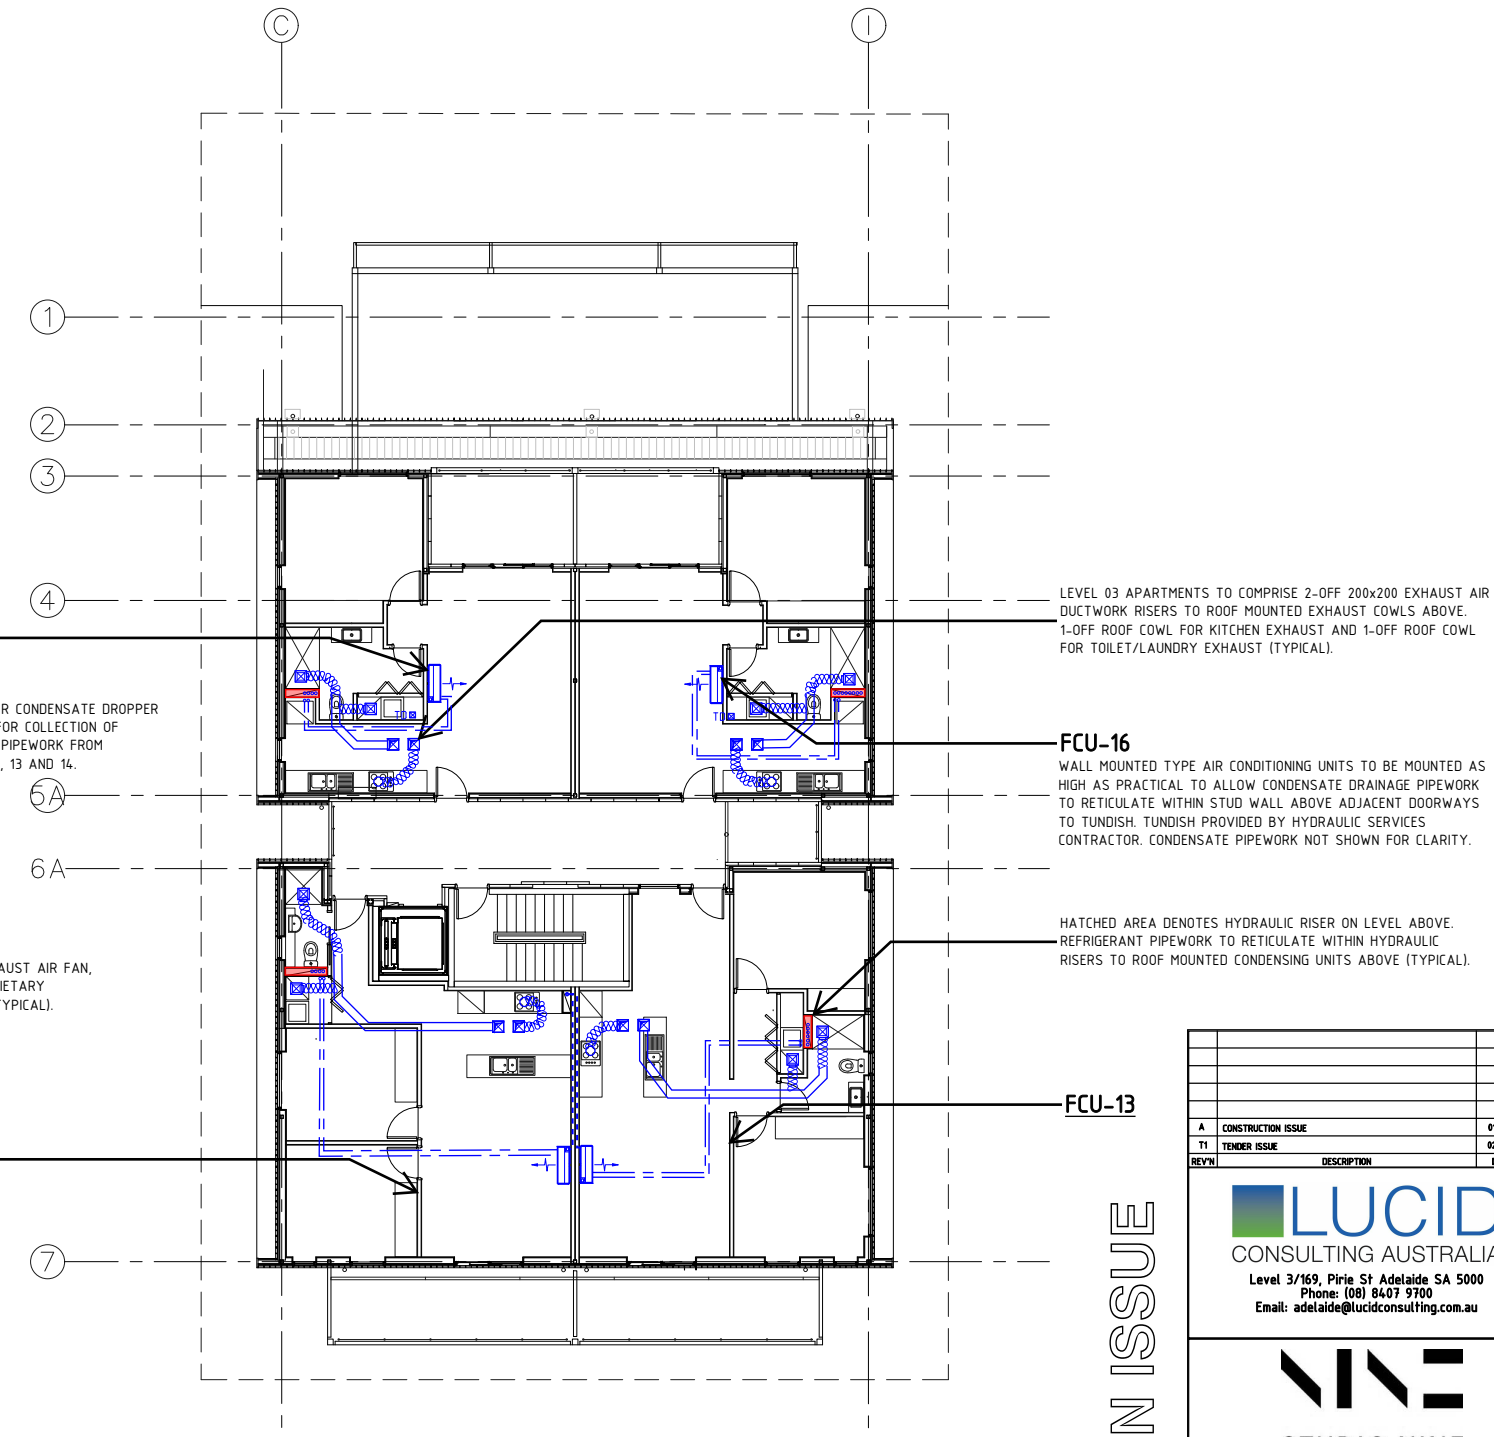 C
I
1
2
3
4
5A
6A
7
LEVEL 03 APARTMENTS TO COMPRISE 2-OFF 200x200 EXHAUST AIR
DUCTWORK RISERS TO ROOF MOUNTED EXHAUST COWLS ABOVE.
1-OFF ROOF COWL FOR KITCHEN EXHAUST AND 1-OFF ROOF COWL
FOR TOILET/LAUNDRY EXHAUST (TYPICAL).
R CONDENSATE DROPPER
FOR COLLECTION OF
PIPEWORK FROM
, 13 AND 14.
TD
TD
FCU-16
WALL MOUNTED TYPE AIR CONDITIONING UNITS TO BE MOUNTED AS
HIGH AS PRACTICAL TO ALLOW CONDENSATE DRAINAGE PIPEWORK
TO RETICULATE WITHIN STUD WALL ABOVE ADJACENT DOORWAYS
TO TUNDISH. TUNDISH PROVIDED BY HYDRAULIC SERVICES
CONTRACTOR. CONDENSATE PIPEWORK NOT SHOWN FOR CLARITY.
HATCHED AREA DENOTES HYDRAULIC RISER ON LEVEL ABOVE.
REFRIGERANT PIPEWORK TO RETICULATE WITHIN HYDRAULIC
RISERS TO ROOF MOUNTED CONDENSING UNITS ABOVE (TYPICAL).
AUST AIR FAN,
IETARY
TYPICAL).
FCU-13
A CONSTRUCTION ISSUE
T1 TENDER ISSUE 02
REV'N DESCRIPTION
LUCID
CONSULTING AUSTRALIA
Level 3/169, Pirie St Adelaide SA 5000
Phone: (08) 8407 9700
Email: adelaide@lucidconsulting.com.au
N ISSUE
NINE